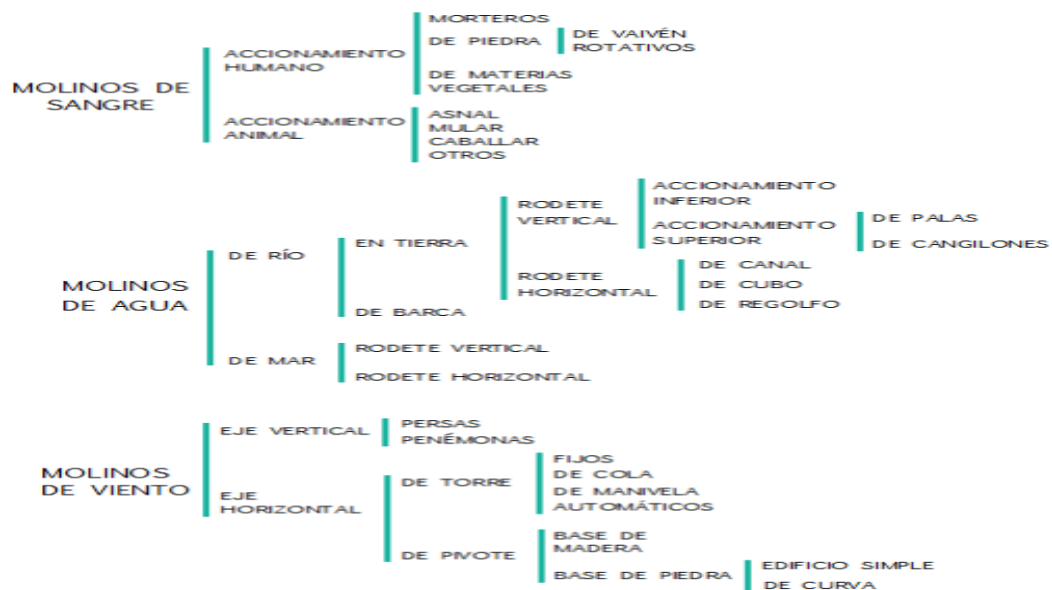 MOLINOS DE
SANGRE
ACCIONAMIENTO
HUMANO
MORTEROS
DE PIEDRA
DE VAIVÉN
ROTATIVOS
DE MATERIAS
VEGETALES
ACCIONAMIENTO
ANIMAL
ASNAL
MULAR
CABALLAR
OTROS
MOLINOS
DE AGUA
DE RÍO
EN TIERRA
RODETE
VERTICAL
ACCIONAMIENTO
INFERIOR
ACCIONAMIENTO
SUPERIOR
DE PALAS
DE CANGILONES
RODETE
HORIZONTAL
DE CANAL
DE CUBO
DE REGOLFO
DE BARCA
DE MAR
RODETE VERTICAL
RODETE HORIZONTAL
MOLINOS
DE VIENTO
EJE VERTICAL
PERSAS
PENÉMONAS
EJE
HORIZONTAL
DE TORRE
FIJOS
DE COLA
DE MANIVELA
AUTOMÁTICOS
DE PIVOTE
BASE DE
MADERA
BASE DE PIEDRA
EDIFICIO SIMPLE
DE CURVA